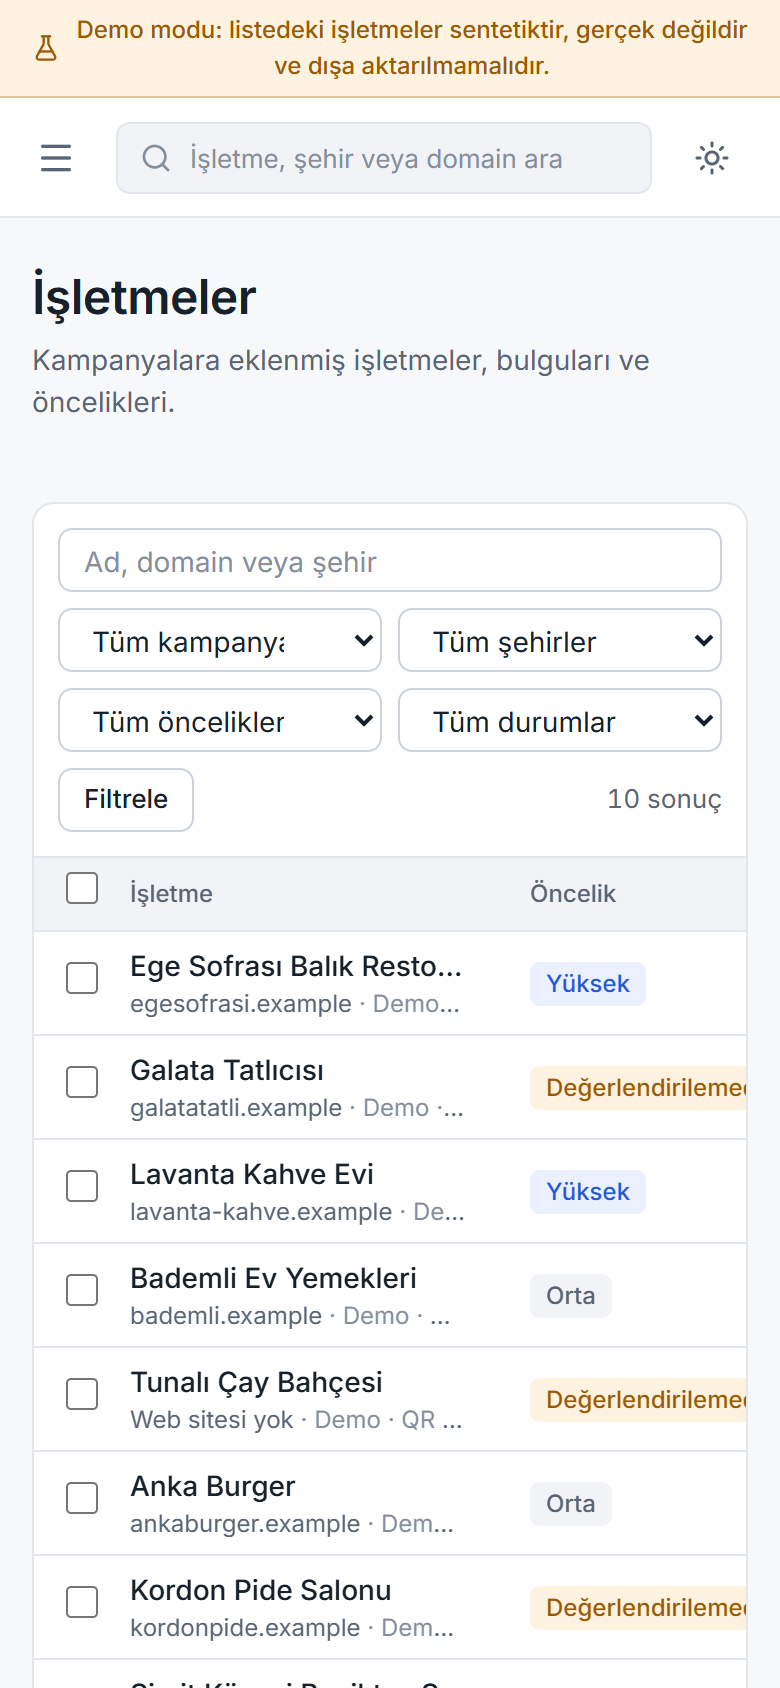 Demo modu: listedeki işletmeler sentetiktir, gerçek değildir
ve dışa aktarılmamalıdır.
İşletme, şehir veya domain ara
İşletmeler
Kampanyalara eklenmiş işletmeler, bulguları ve
öncelikleri.
Ad, domain veya şehir
Tüm kampanya Tüm şehirler
Tüm öncelikler Tüm durumlar
Filtrele 10 sonuç
İşletme Öncelik
Ege Sofrası Balık Resto...
egesofrasi.example · Demo...
Yüksek
Galata Tatlıcısı
galatatatli.example · Demo ·...
Değerlendirileme
Lavanta Kahve Evi
lavanta-kahve.example · De...
Yüksek
Bademli Ev Yemekleri
bademli.example · Demo · ...
Orta
Tunalı Çay Bahçesi
Web sitesi yok · Demo · QR ...
Değerlendirileme
Anka Burger
ankaburger.example · Dem...
Orta
Kordon Pide Salonu
kordonpide.example · Dem...
Değerlendirileme